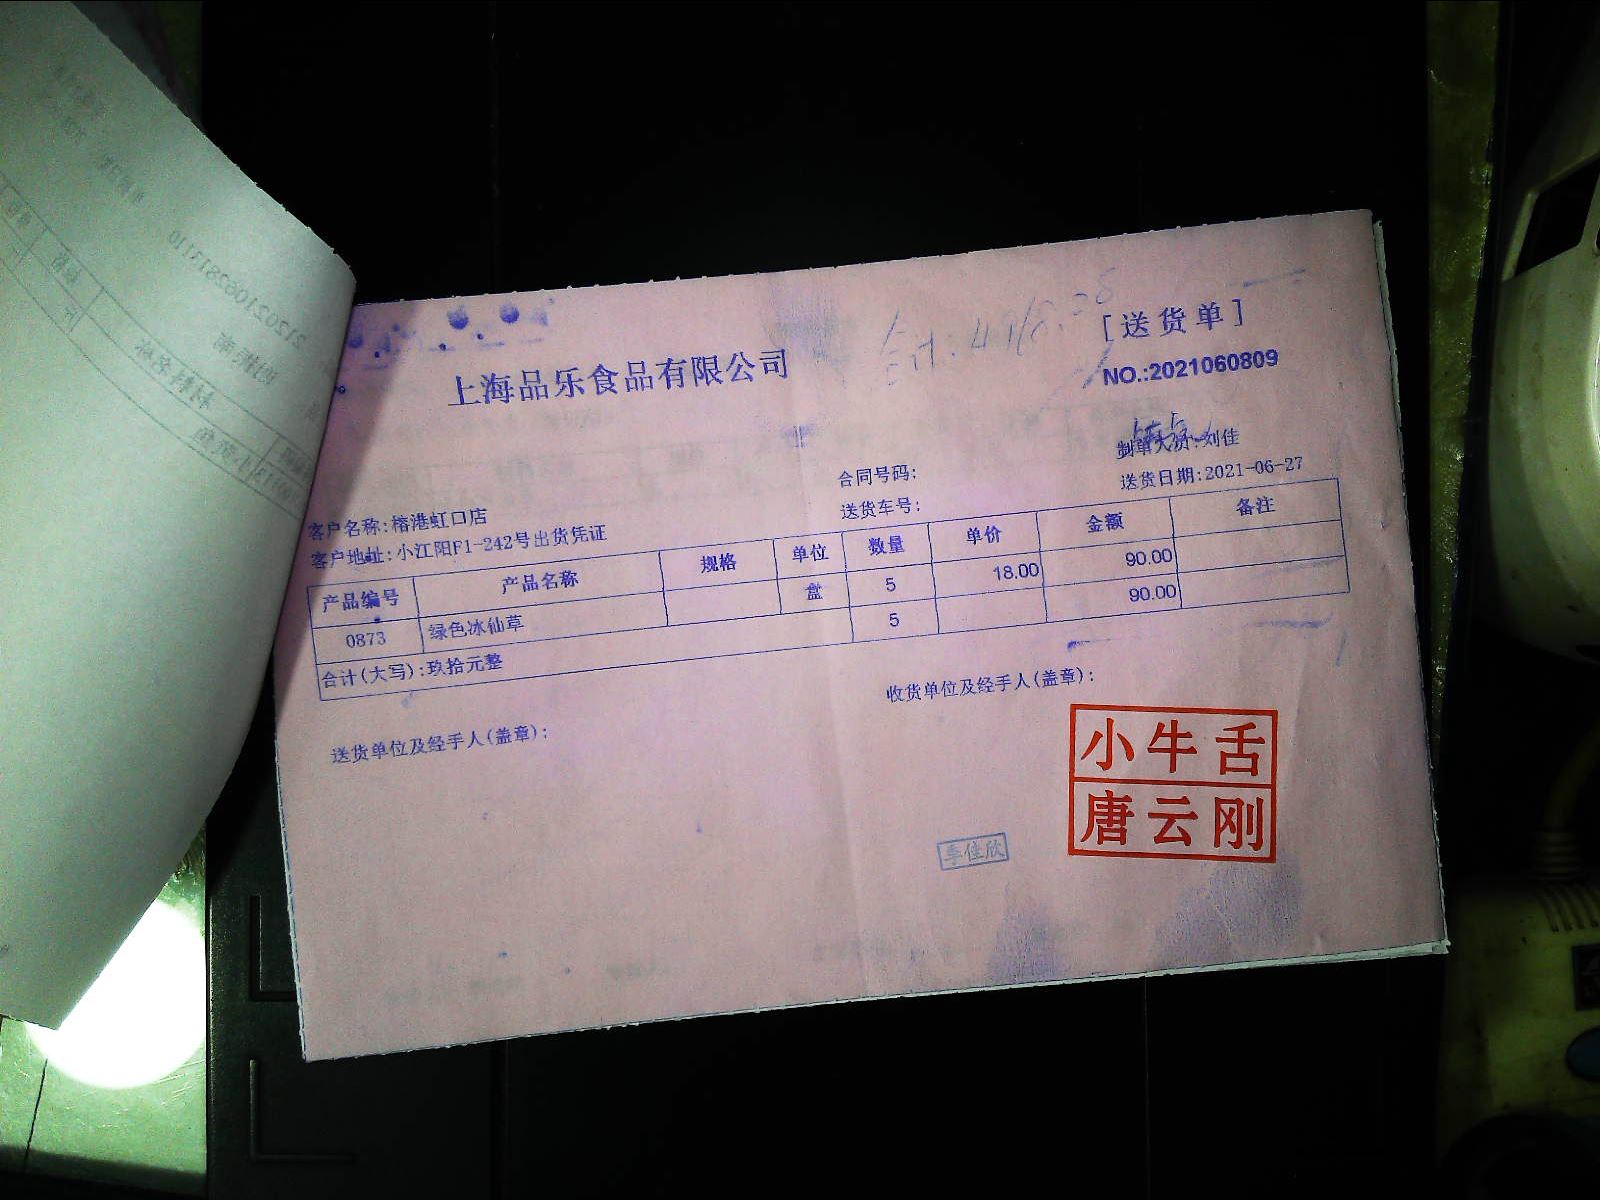 [送货单]
上海品乐食品有限公司
NO.:2021060809
制单人员:刘佳
合同号码:
送货日期:2021-06-27
客户名称:榕港虹口店
送货车号:
客户地址:小江阳F1-242号出货凭证
产品编号 产品名称 规格 单位 数量 单价 金额 备注
0873 绿色冰仙草 盒 5 18.00 90.00
合计(大写):玖拾元整 5 90.00
送货单位及经手人(盖章):
收货单位及经手人(盖章):
小牛舌
唐云刚
季佳欣